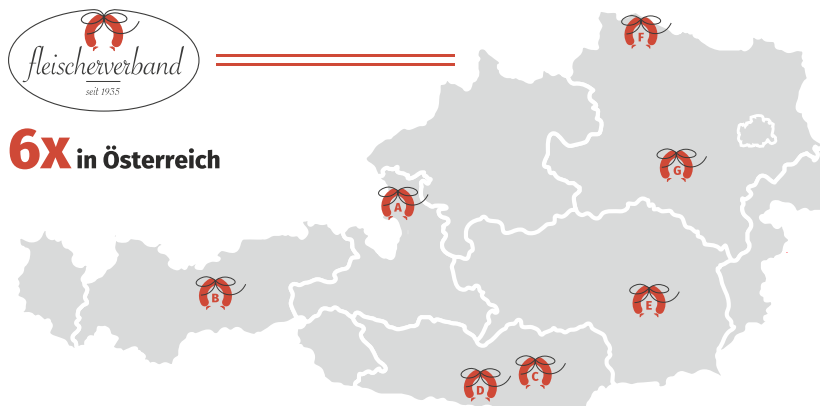 fleischerverband
seit 1935
6x in Österreich
F
G
A
B
E
C
D